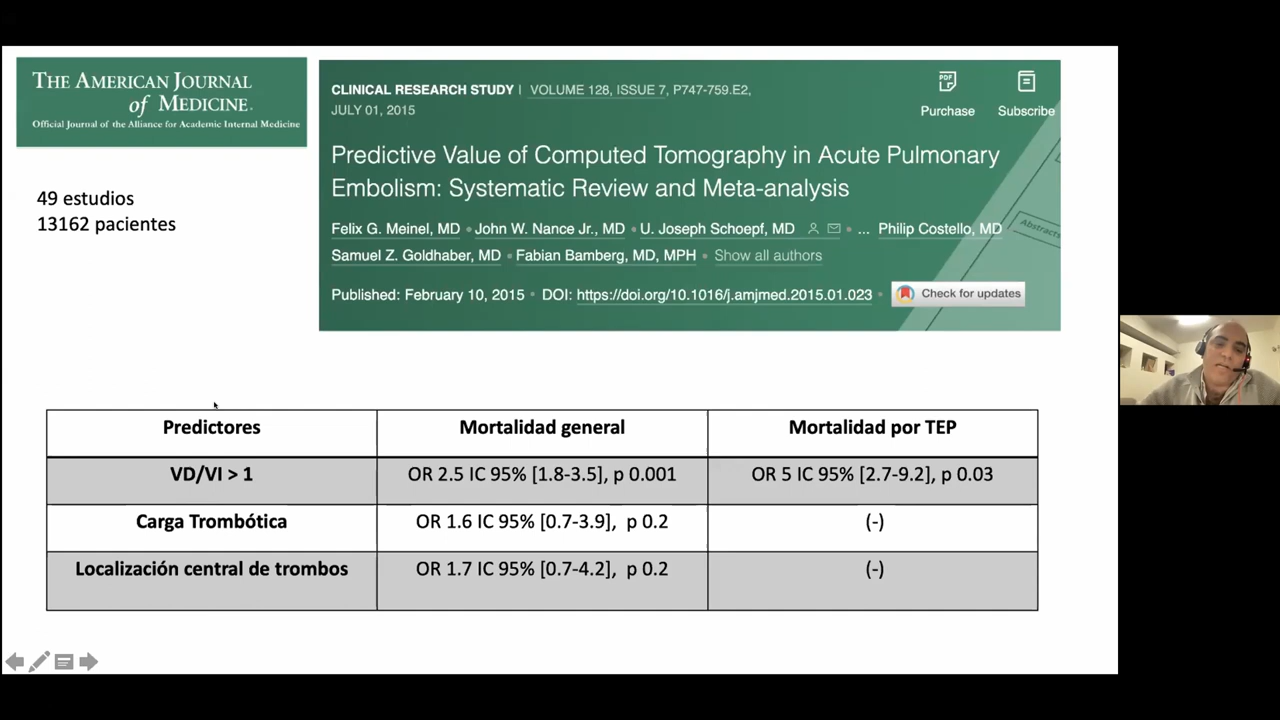 THE AMERICAN JOURNAL
of MEDICINE.
Official Journal of the Alliance for Academic Internal Medicine
CLINICAL RESEARCH STUDY | VOLUME 128, ISSUE 7, P747-759.E2,
JULY 01, 2015
PDF
Purchase
Subscribe
Predictive Value of Computed Tomography in Acute Pulmonary
Embolism: Systematic Review and Meta-analysis
Felix G. Meinel, MD • John W. Nance Jr., MD • U. Joseph Schoepf, MD • ... Philip Costello, MD
Samuel Z. Goldhaber, MD • Fabian Bamberg, MD, MPH • Show all authors
Published: February 10, 2015 • DOI: https://doi.org/10.1016/j.amjmed.2015.01.023 •
Check for updates
Abstracts
49 estudios
13162 pacientes
Predictores Mortalidad general Mortalidad por TEP
VD/VI > 1 OR 2.5 IC 95% [1.8-3.5], p 0.001 OR 5 IC 95% [2.7-9.2], p 0.03
Carga Trombótica OR 1.6 IC 95% [0.7-3.9], p 0.2 (-)
Localización central de trombos OR 1.7 IC 95% [0.7-4.2], p 0.2 (-)